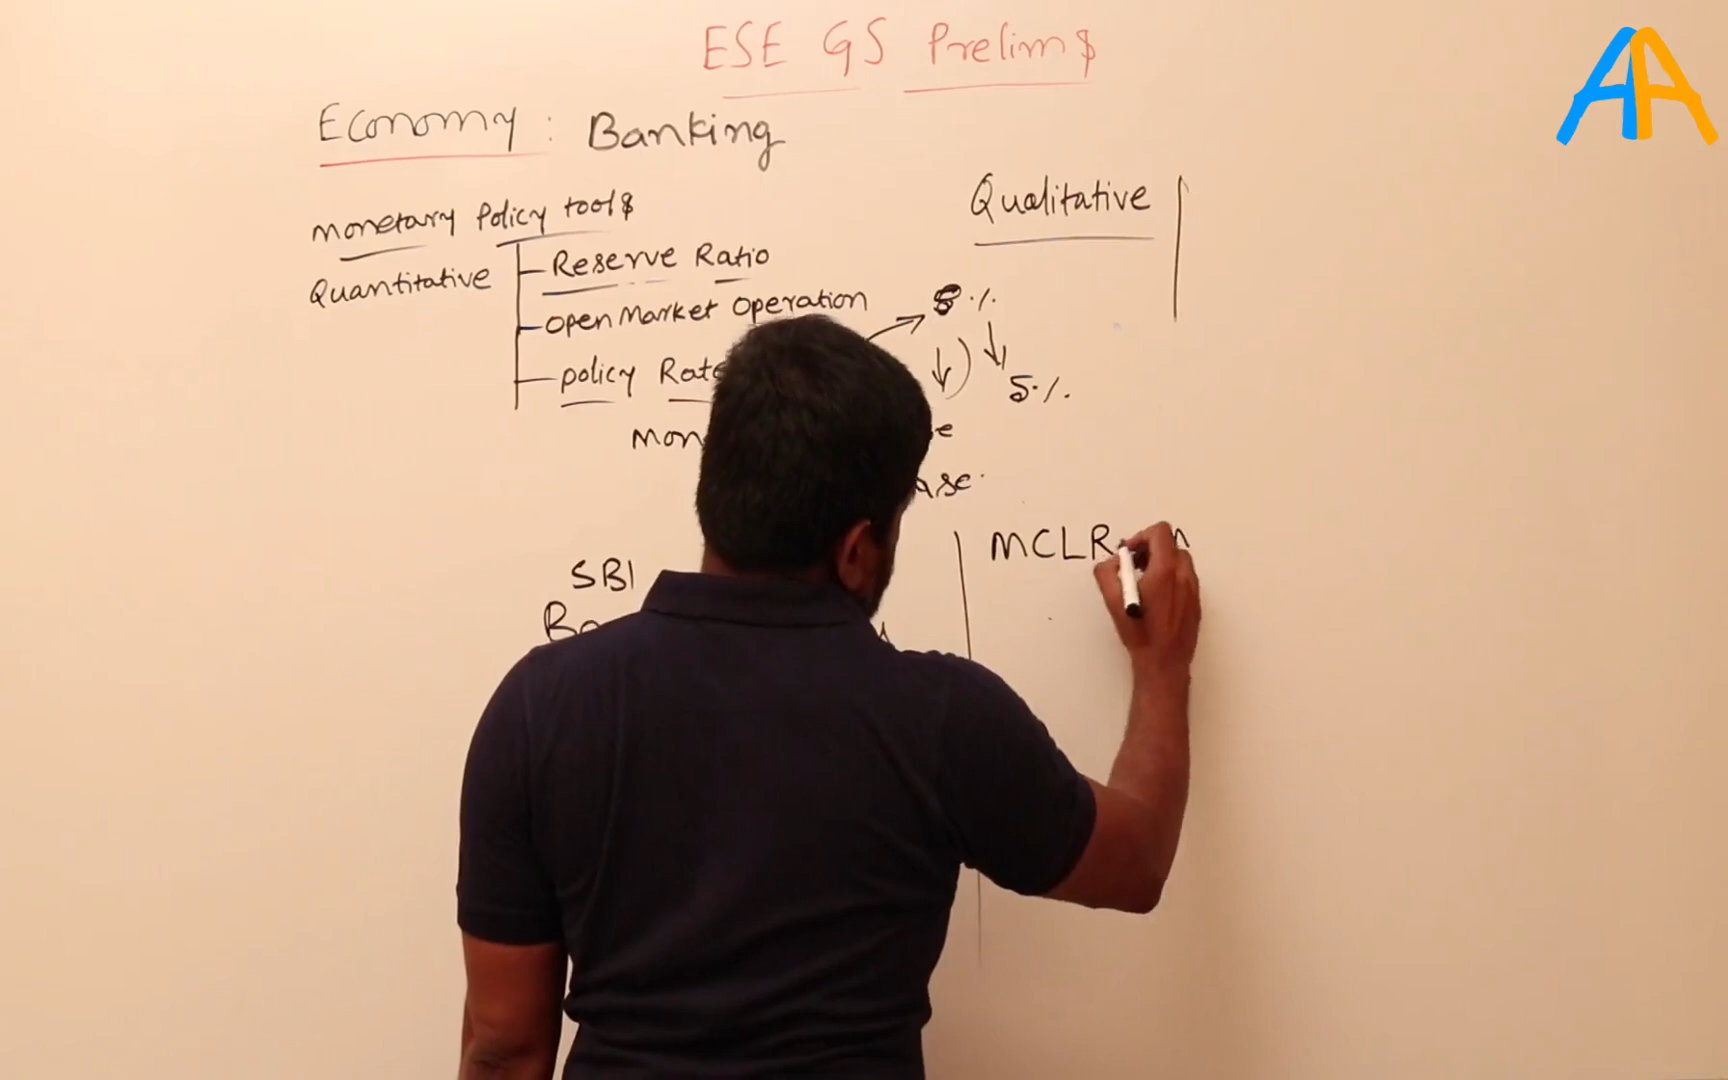 ESE GS Prelims
Economy : Banking
Monetary Policy tools
Qualitative
Quantitative
Reserve Ratio
Open Market Operation
8%
Policy Rate
5%
SBI
MCLR
AA